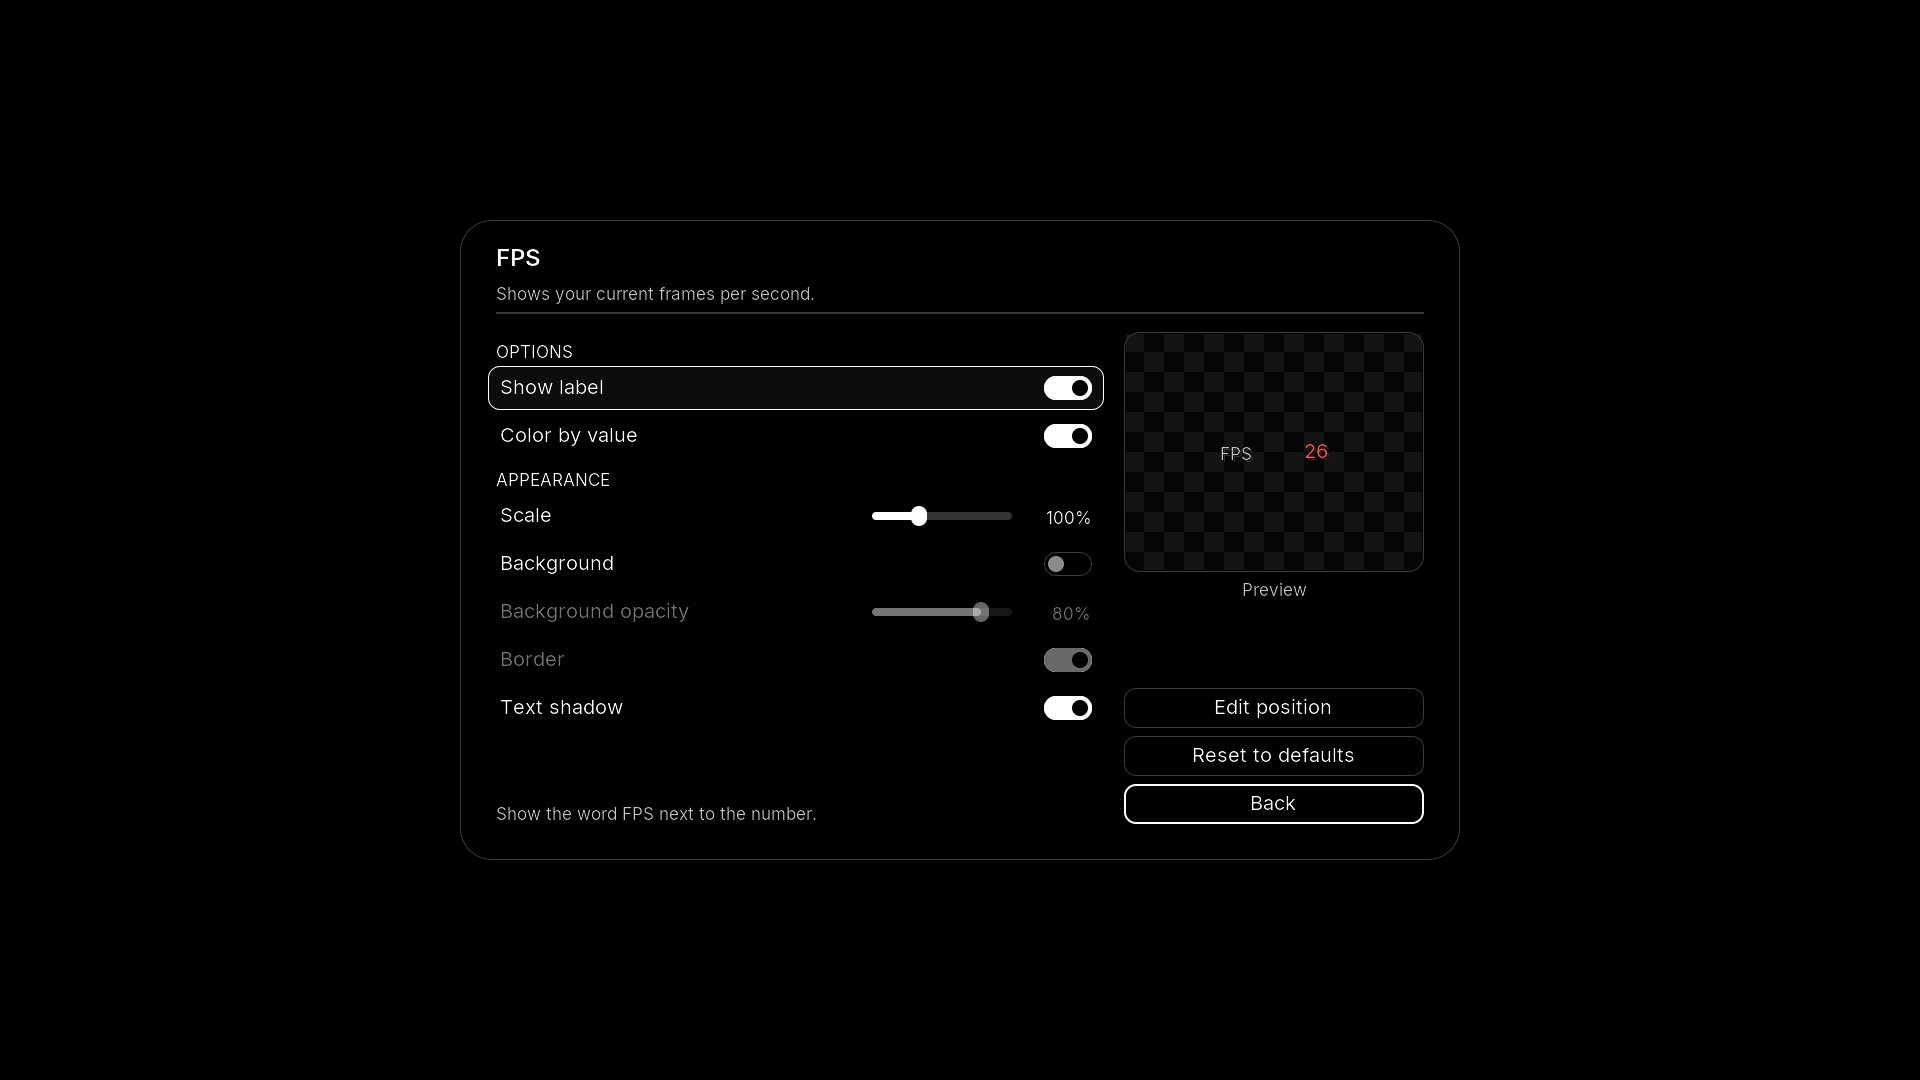 FPS
Shows your current frames per second.
OPTIONS
Show label
Color by value
APPEARANCE
Scale 100%
Background
Background opacity 80%
Border
Text shadow
Show the word FPS next to the number.
FPS 26
Preview
Edit position
Reset to defaults
Back